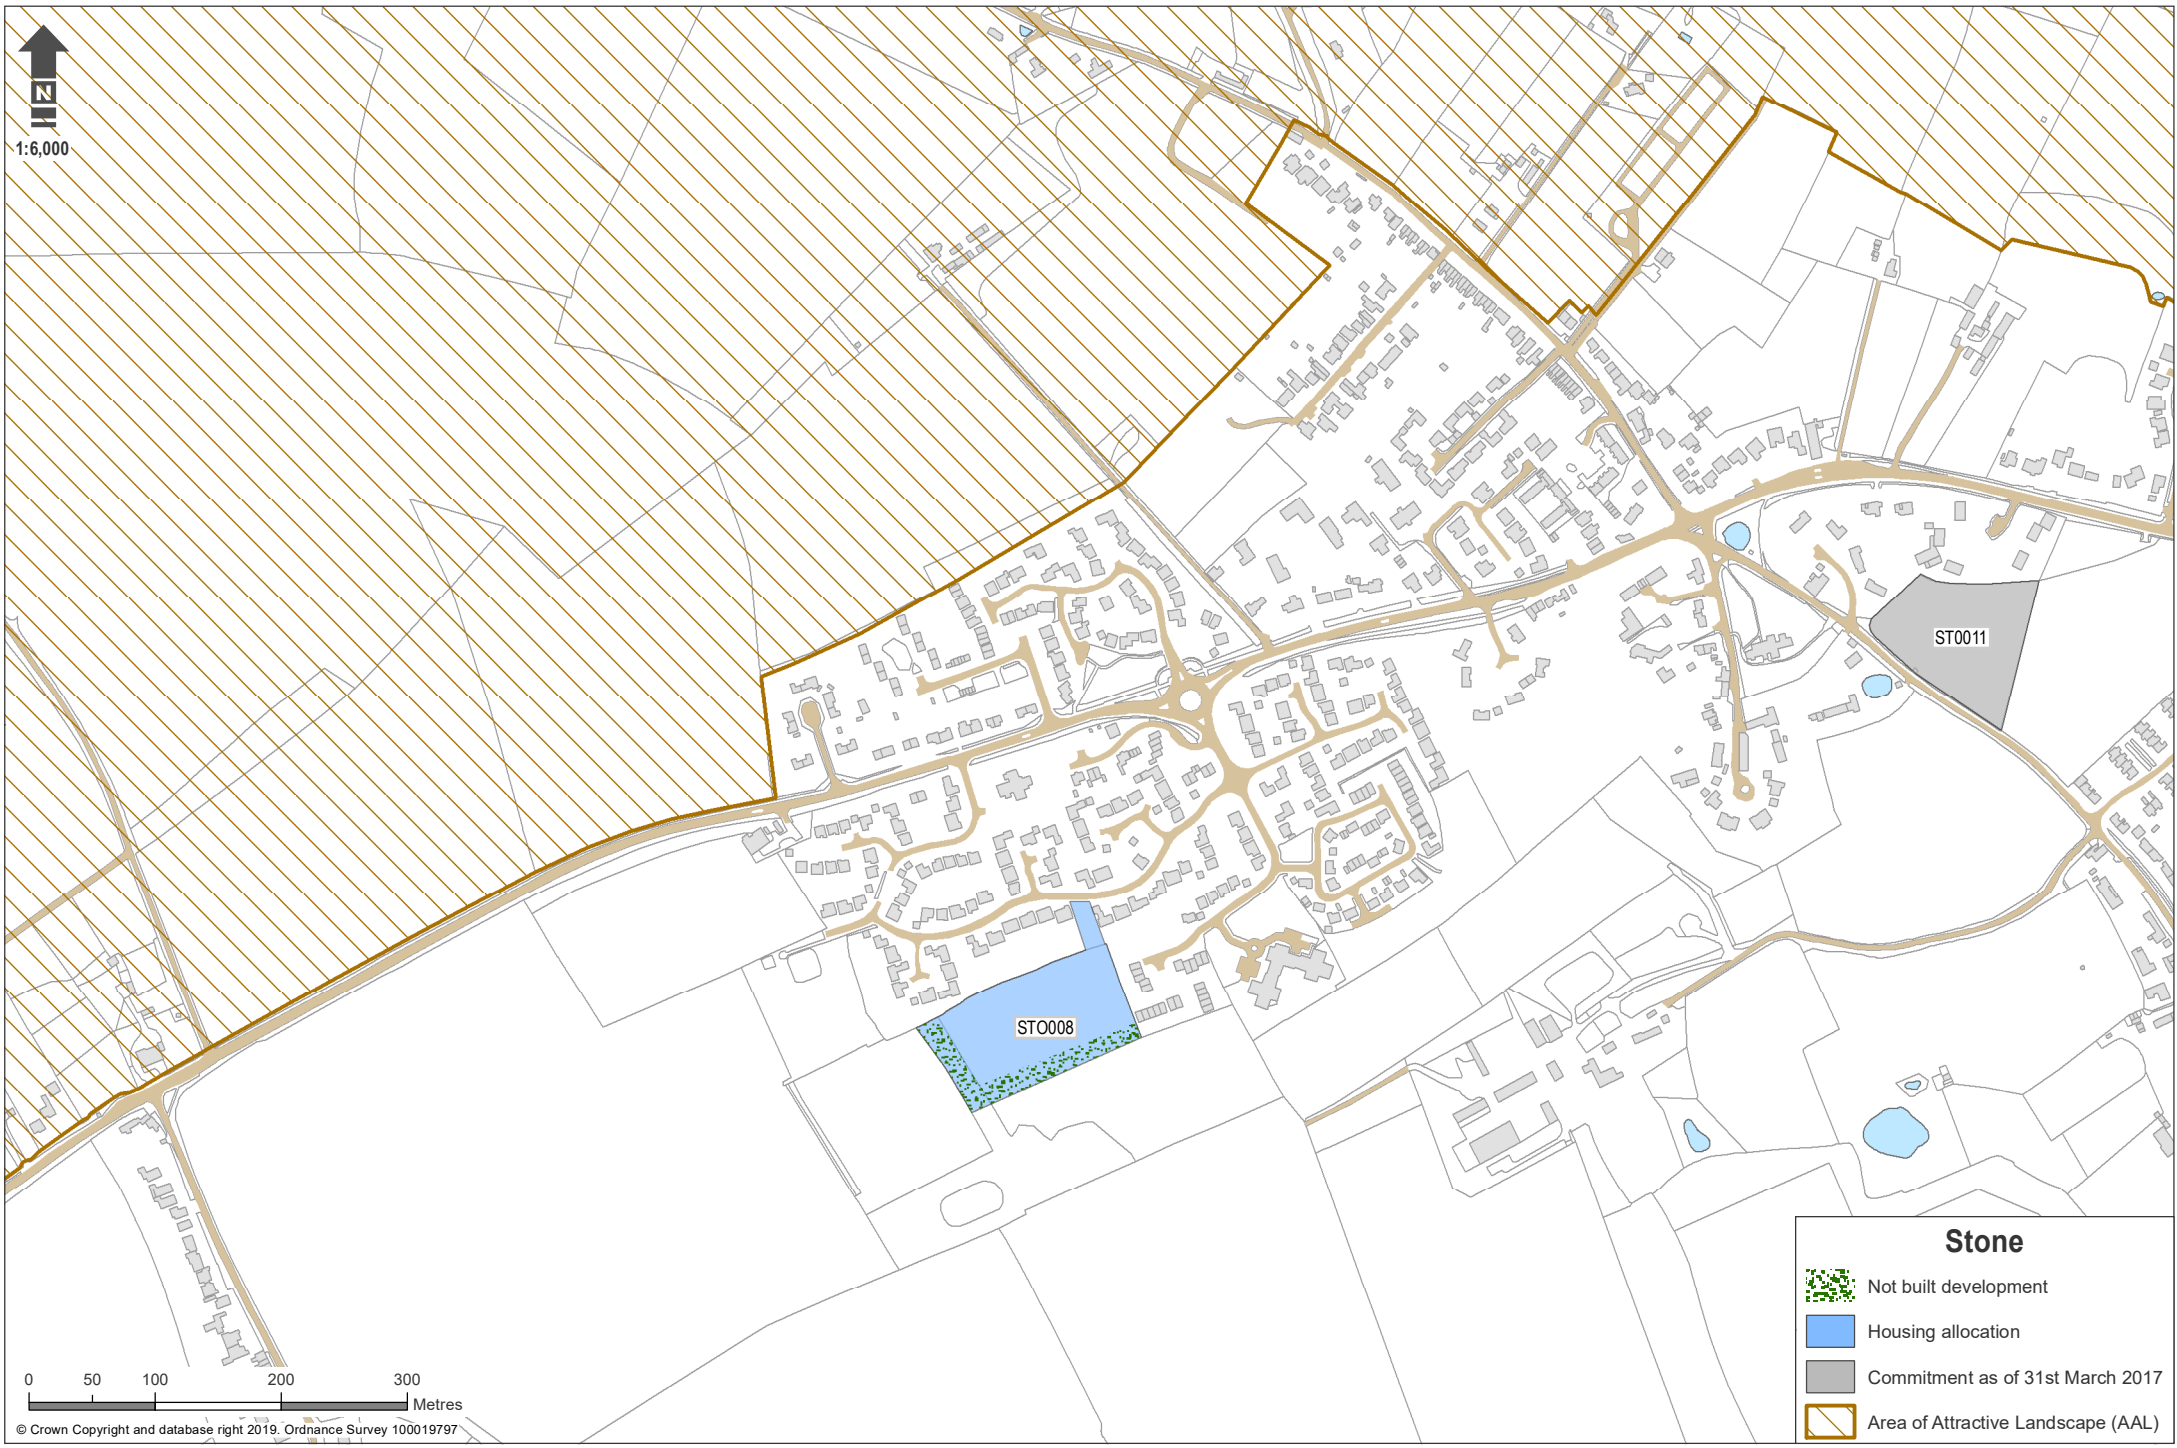 N
1:6,000
ST0011
STO008
Stone
Not built development
Housing allocation
Commitment as of 31st March 2017
Area of Attractive Landscape (AAL)
0 50 100 200 300
Metres
© Crown Copyright and database right 2019. Ordnance Survey 100019797